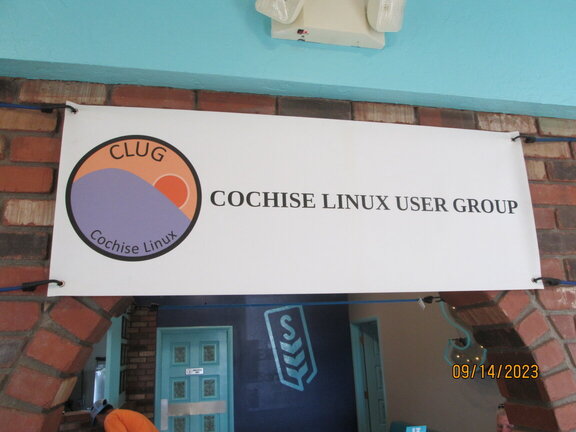 CLUG
Cochise Linux
COCHISE LINUX USER GROUP
S
09/14/2023